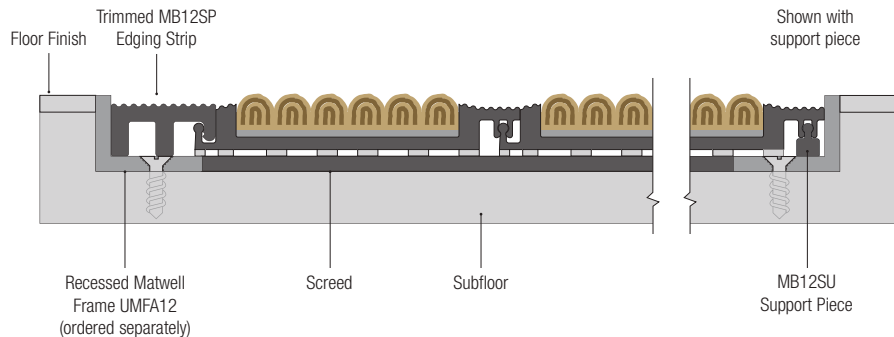 Trimmed MB12SP
Edging Strip
Floor Finish
Shown with
support piece
Recessed Matwell
Frame UMFA12
(ordered separately)
Screed
Subfloor
MB12SU
Support Piece